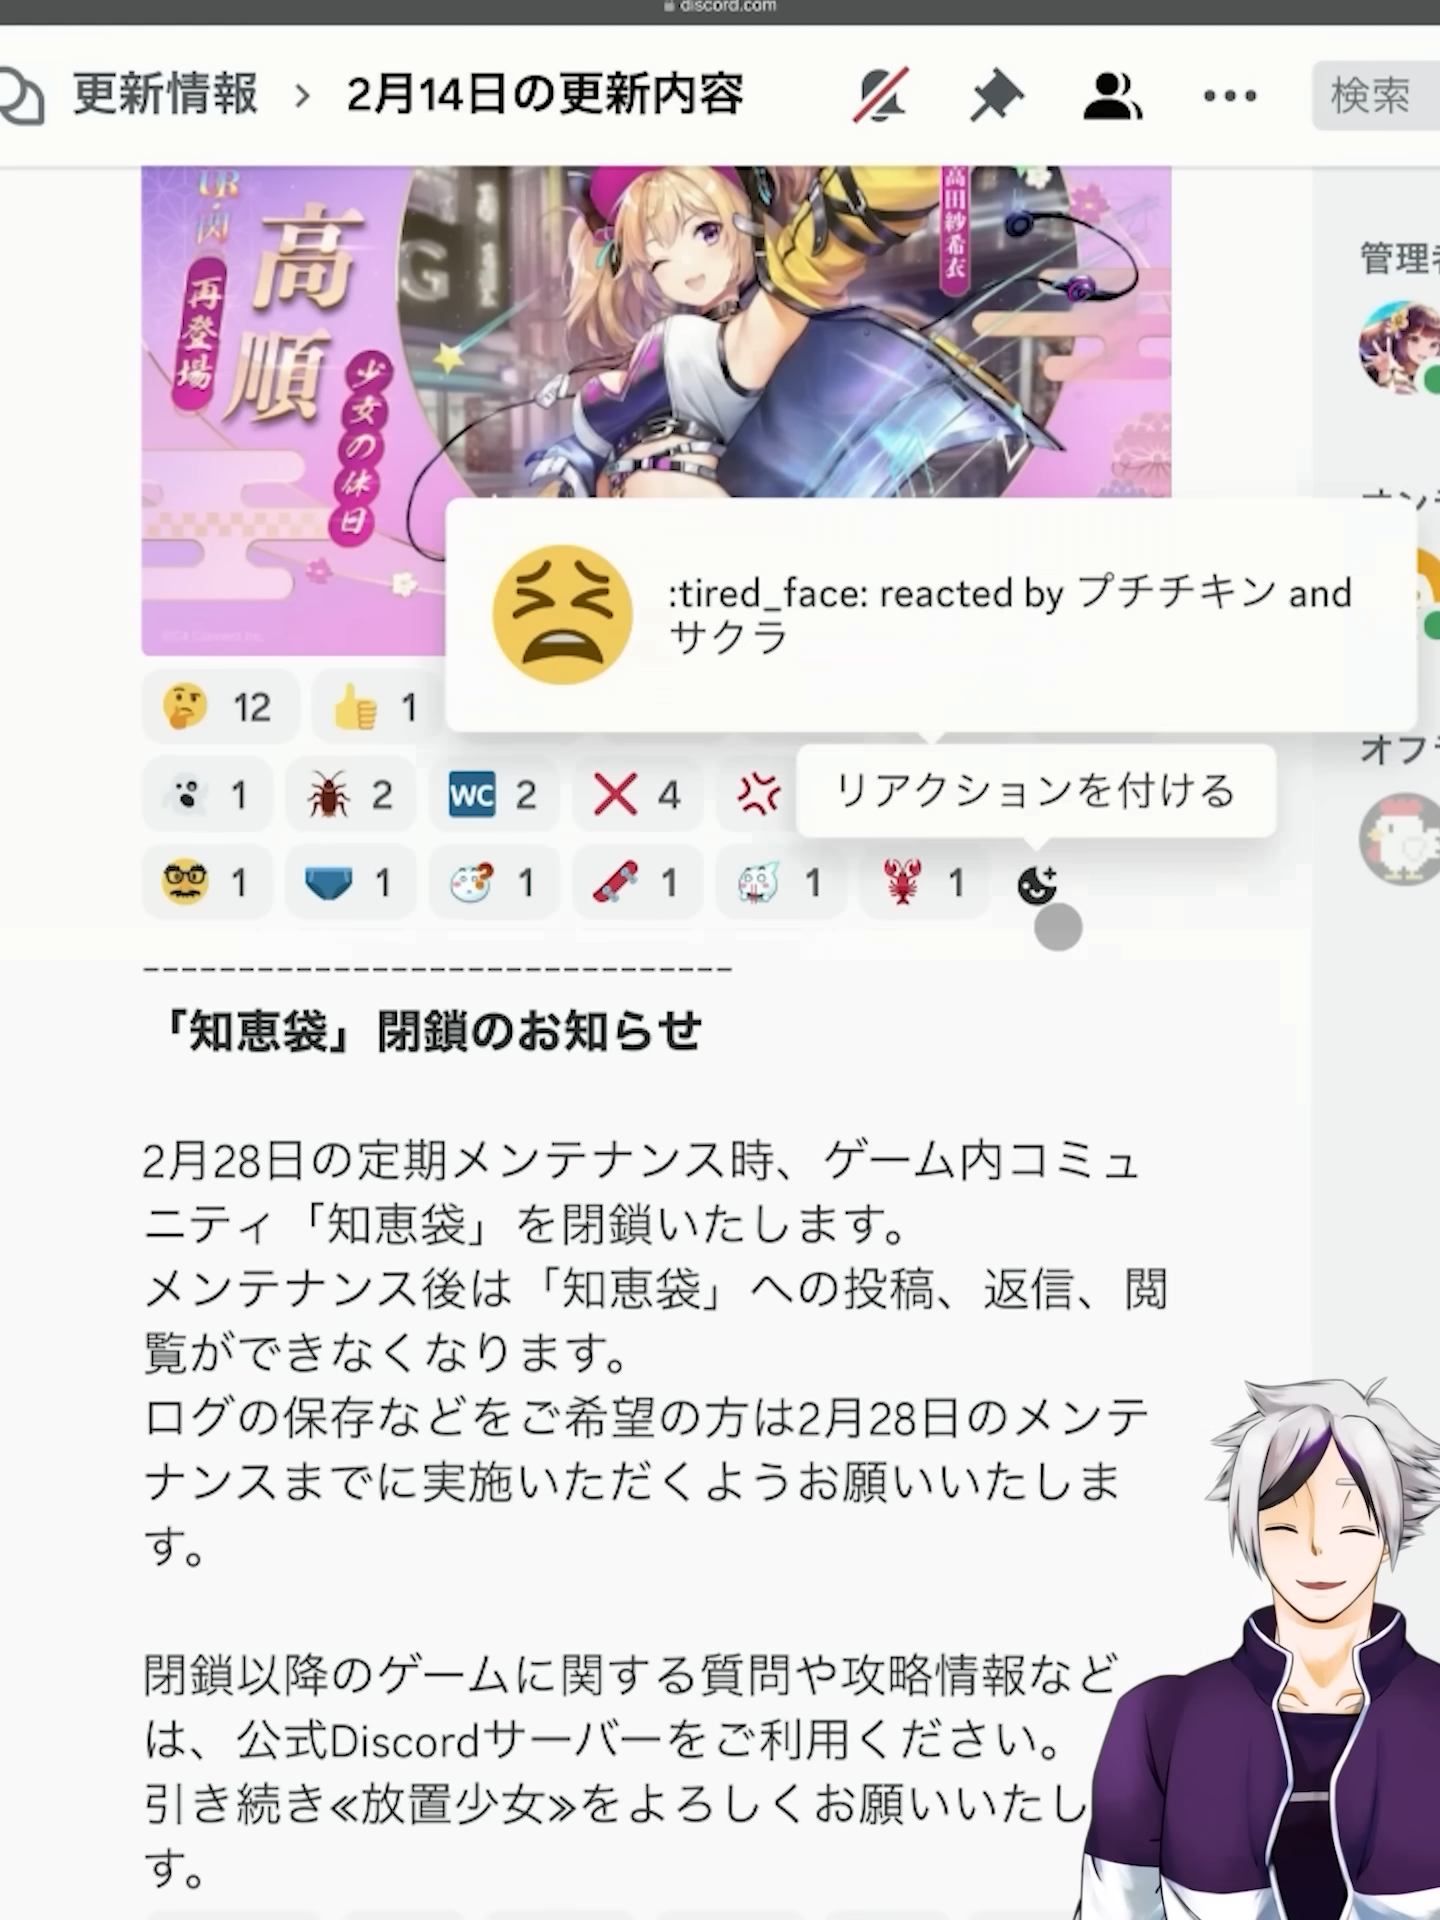 discord.com
更新情報 › 2月14日の更新内容
検索
UR
閃
高順
再登場
少女の休日
高田紗希衣
G
管理者
:tired_face: reacted by プチチキン and
サクラ
12 1
リアクションを付ける
オフ
1 2 WC 2 4
1 1 1 1 1 1
------------------------------
「知恵袋」閉鎖のお知らせ
2月28日の定期メンテナンス時、ゲーム内コミュ
ニティ「知恵袋」を閉鎖いたします。
メンテナンス後は「知恵袋」への投稿、返信、閲
覧ができなくなります。
ログの保存などをご希望の方は2月28日のメンテ
ナンスまでに実施いただくようお願いいたしま
す。
閉鎖以降のゲームに関する質問や攻略情報など
は、公式Discordサーバーをご利用ください。
引き続き≪放置少女≫をよろしくお願いいたし
す。